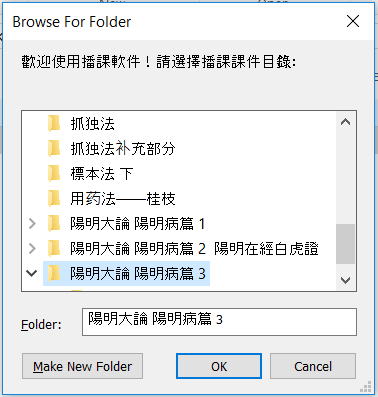 Browse For Folder
歡迎使用播課軟件！請選擇播課課件目錄:
抓独法
抓独法补充部分
標本法 下
用药法——桂枝
陽明大論 陽明病篇 1
陽明大論 陽明病篇 2 陽明在經白虎證
陽明大論 陽明病篇 3
Folder: 陽明大論 陽明病篇 3
Make New Folder OK Cancel